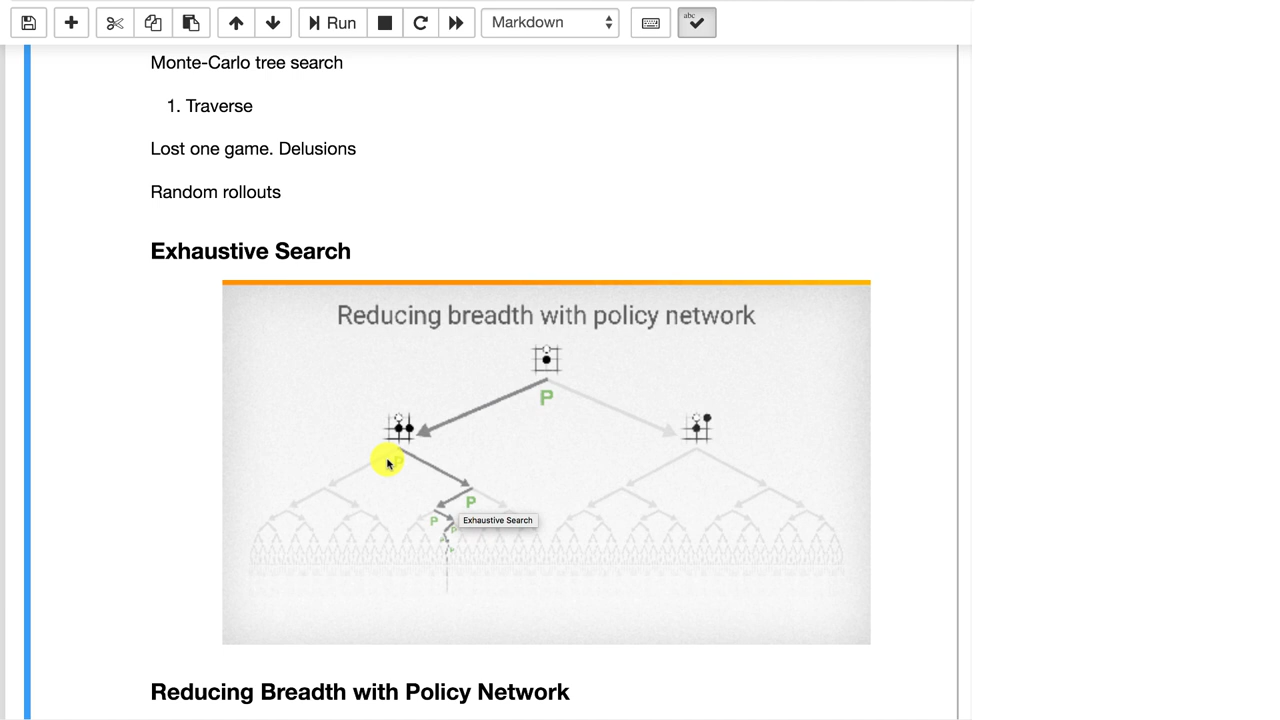 Run
Markdown
abc
Monte-Carlo tree search
1. Traverse
Lost one game. Delusions
Random rollouts
Exhaustive Search
Reducing breadth with policy network
P
P
P
P
Exhaustive Search
P
Reducing Breadth with Policy Network